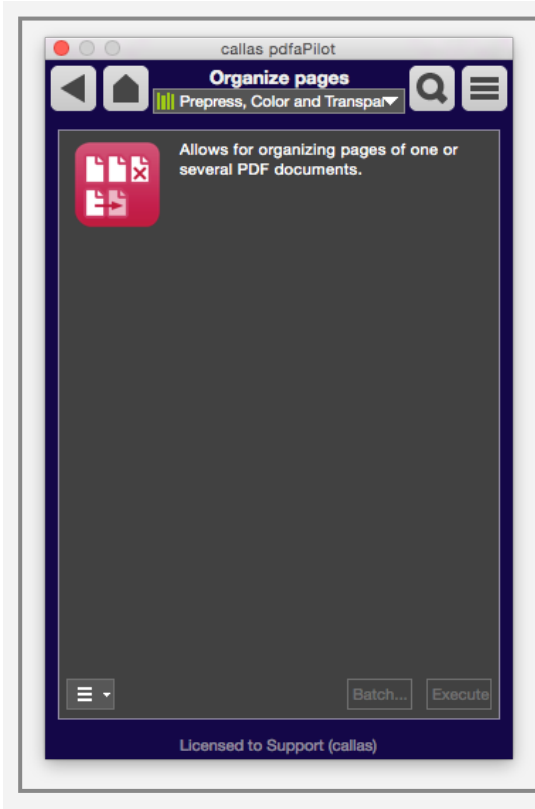 callas pdfaPilot
Organize pages
Prepress, Color and Transpar
Allows for organizing pages of one or
several PDF documents.
Batch...
Execute
Licensed to Support (callas)